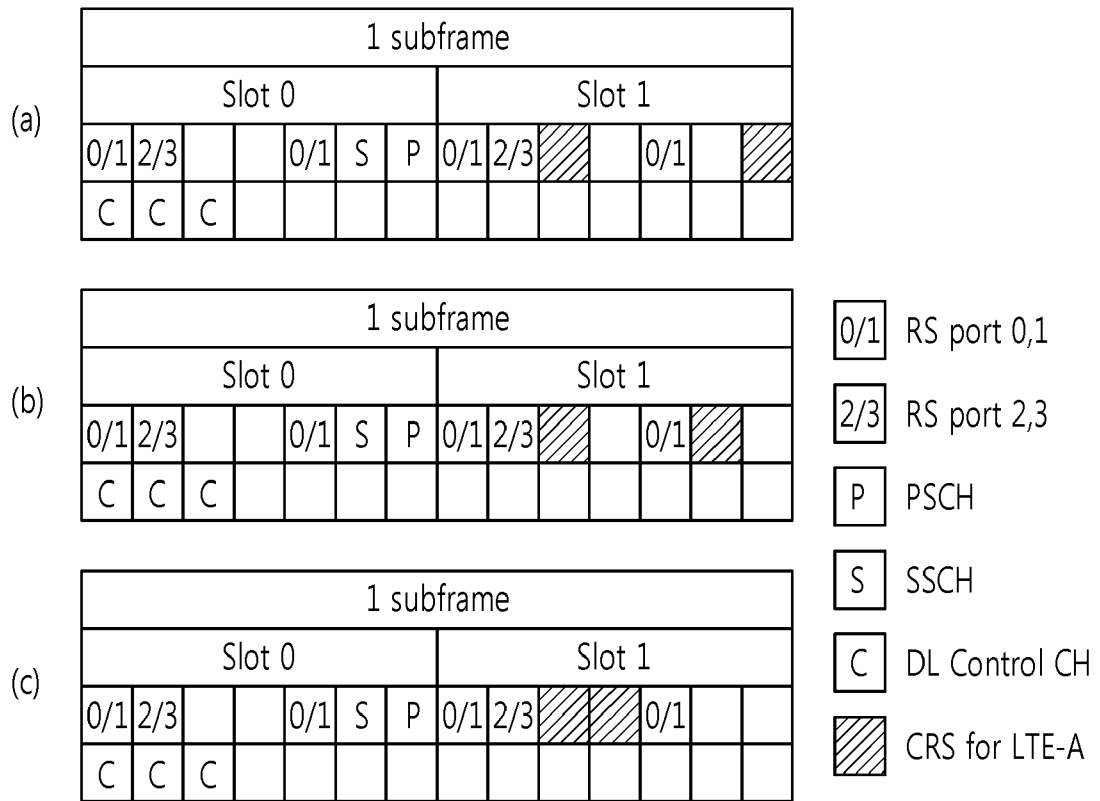 (a)
1 subframe
Slot 0 Slot 1
0/1 2/3 0/1 S P 0/1 2/3 0/1
C C C
(b)
1 subframe
Slot 0 Slot 1
0/1 2/3 0/1 S P 0/1 2/3 0/1
C C C
(c)
1 subframe
Slot 0 Slot 1
0/1 2/3 0/1 S P 0/1 2/3 0/1
C C C
0/1 RS port 0,1
2/3 RS port 2,3
P PSCH
S SSCH
C DL Control CH
CRS for LTE-A